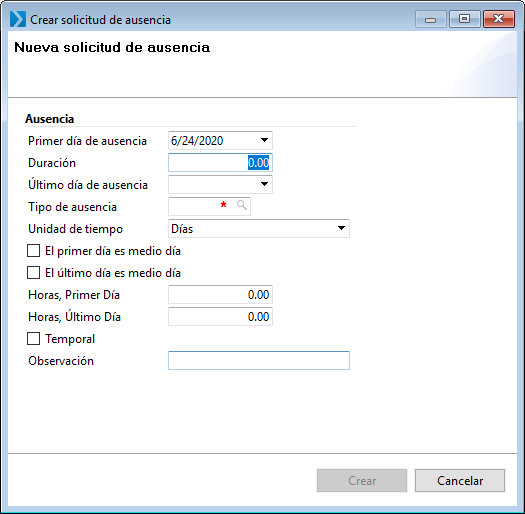 Crear solicitud de ausencia
Nueva solicitud de ausencia
Ausencia
Primer día de ausencia 6/24/2020
Duración 0.00
Último día de ausencia
Tipo de ausencia *
Unidad de tiempo Días
El primer día es medio día
El último día es medio día
Horas, Primer Día 0.00
Horas, Último Día 0.00
Temporal
Observación
Crear Cancelar